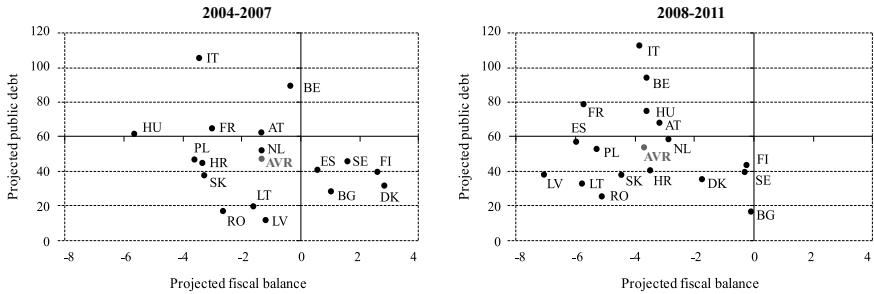 2004-2007
120
100
80
60
40
20
0
-8 -6 -4 -2 0 2 4
Projected public debt
Projected fiscal balance
IT
BE
HU
FR
AT
PL
NL
HR
AVR
SK
ES
SE
FI
LT
BG
DK
RO
LV
2008-2011
120
100
80
60
40
20
0
-8 -6 -4 -2 0 2 4
Projected public debt
Projected fiscal balance
IT
BE
FR
HU
ES
AT
PL
NL
AVR
FI
LV
LT
SK
HR
DK
SE
RO
BG